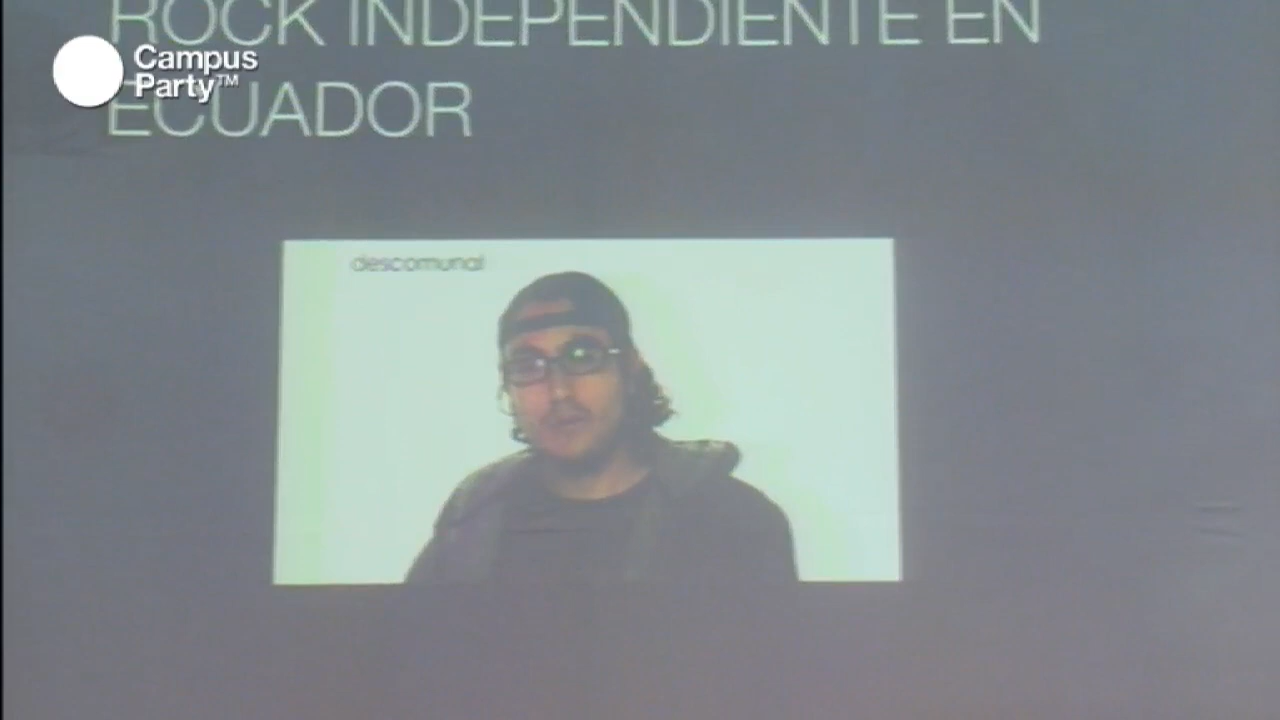 ROCK INDEPENDIENTE EN
ECUADOR
Campus
Party™
descomunal